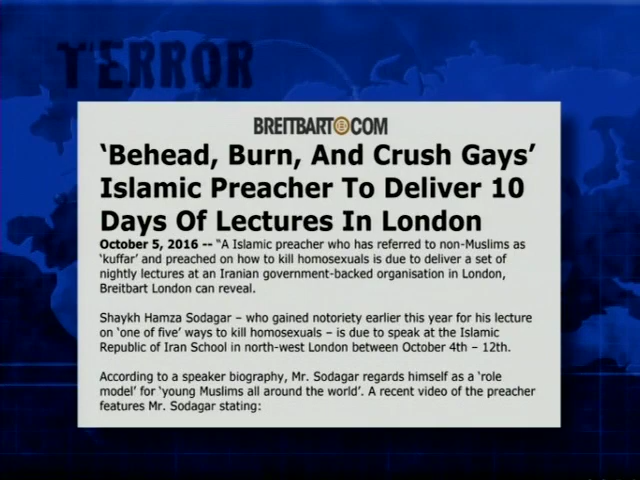 TERROR
BREITBART COM
‘Behead, Burn, And Crush Gays’
Islamic Preacher To Deliver 10
Days Of Lectures In London
October 5, 2016 -- “A Islamic preacher who has referred to non-Muslims as
‘kuffar’ and preached on how to kill homosexuals is due to deliver a set of
nightly lectures at an Iranian government-backed organisation in London,
Breitbart London can reveal.
Shaykh Hamza Sodagar – who gained notoriety earlier this year for his lecture
on ‘one of five’ ways to kill homosexuals – is due to speak at the Islamic
Republic of Iran School in north-west London between October 4th – 12th.
According to a speaker biography, Mr. Sodagar regards himself as a ‘role
model’ for ‘young Muslims all around the world’. A recent video of the preacher
features Mr. Sodagar stating: